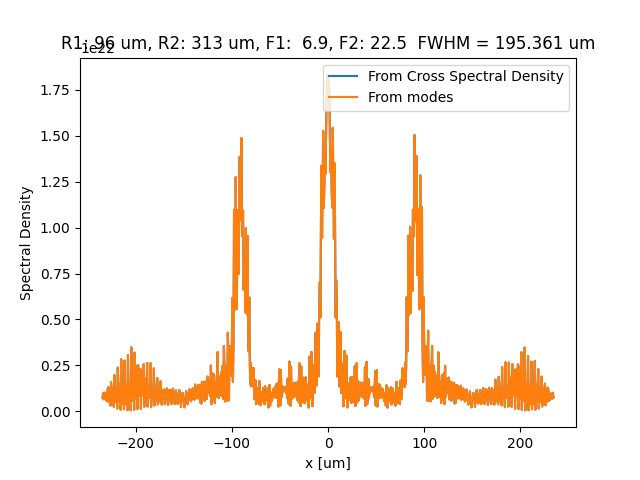 R1: 96 um, R2: 313 um, F1:  6.9, F2: 22.5  FWHM = 195.361 um
1e22
From Cross Spectral Density
From modes
1.75
1.50
1.25
1.00
0.75
0.50
0.25
0.00
Spectral Density
−200 −100 0 100 200
x [um]